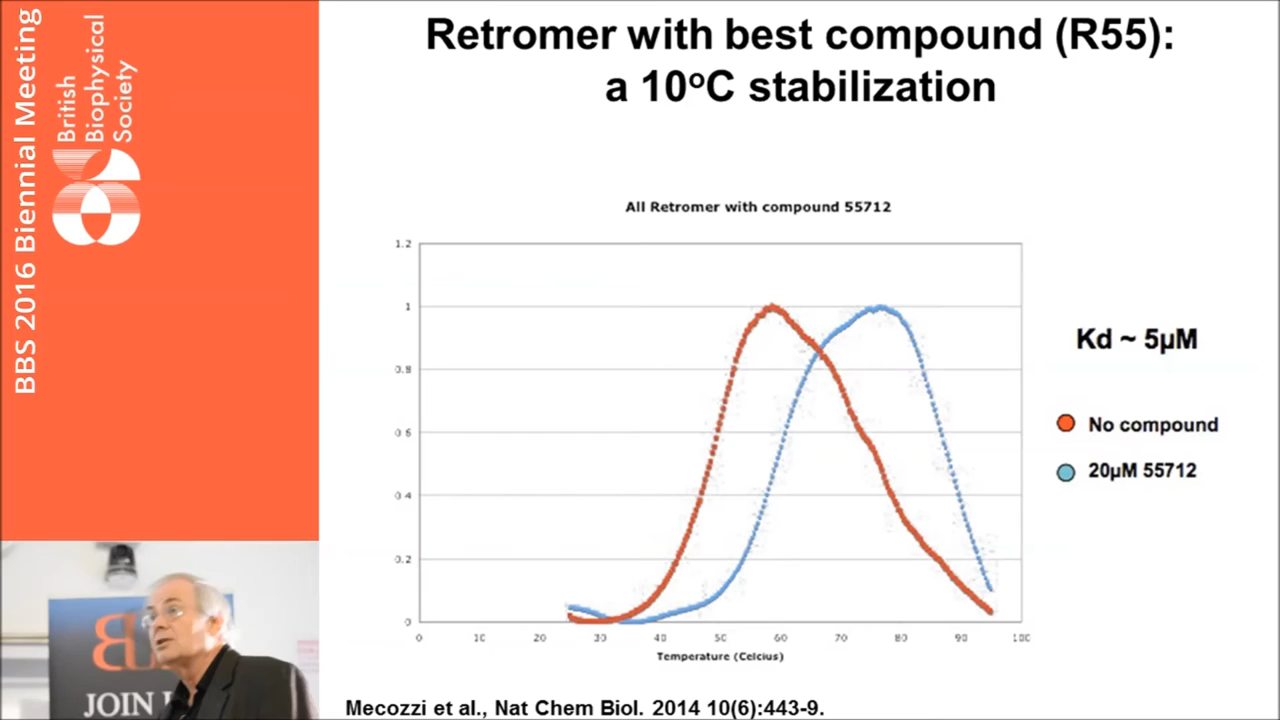 BBS 2016 Biennial Meeting
British
Biophysical
Society
Retromer with best compound (R55):
a 10°C stabilization
All Retromer with compound 55712
1.2
1
0.8
0.6
0.4
0.2
0
0
10
20
30
40
50
60
70
80
90
100
Temperature (Celcius)
Kd ~ 5µM
No compound
20µM 55712
Mecozzi et al., Nat Chem Biol. 2014 10(6):443-9.
JOIN